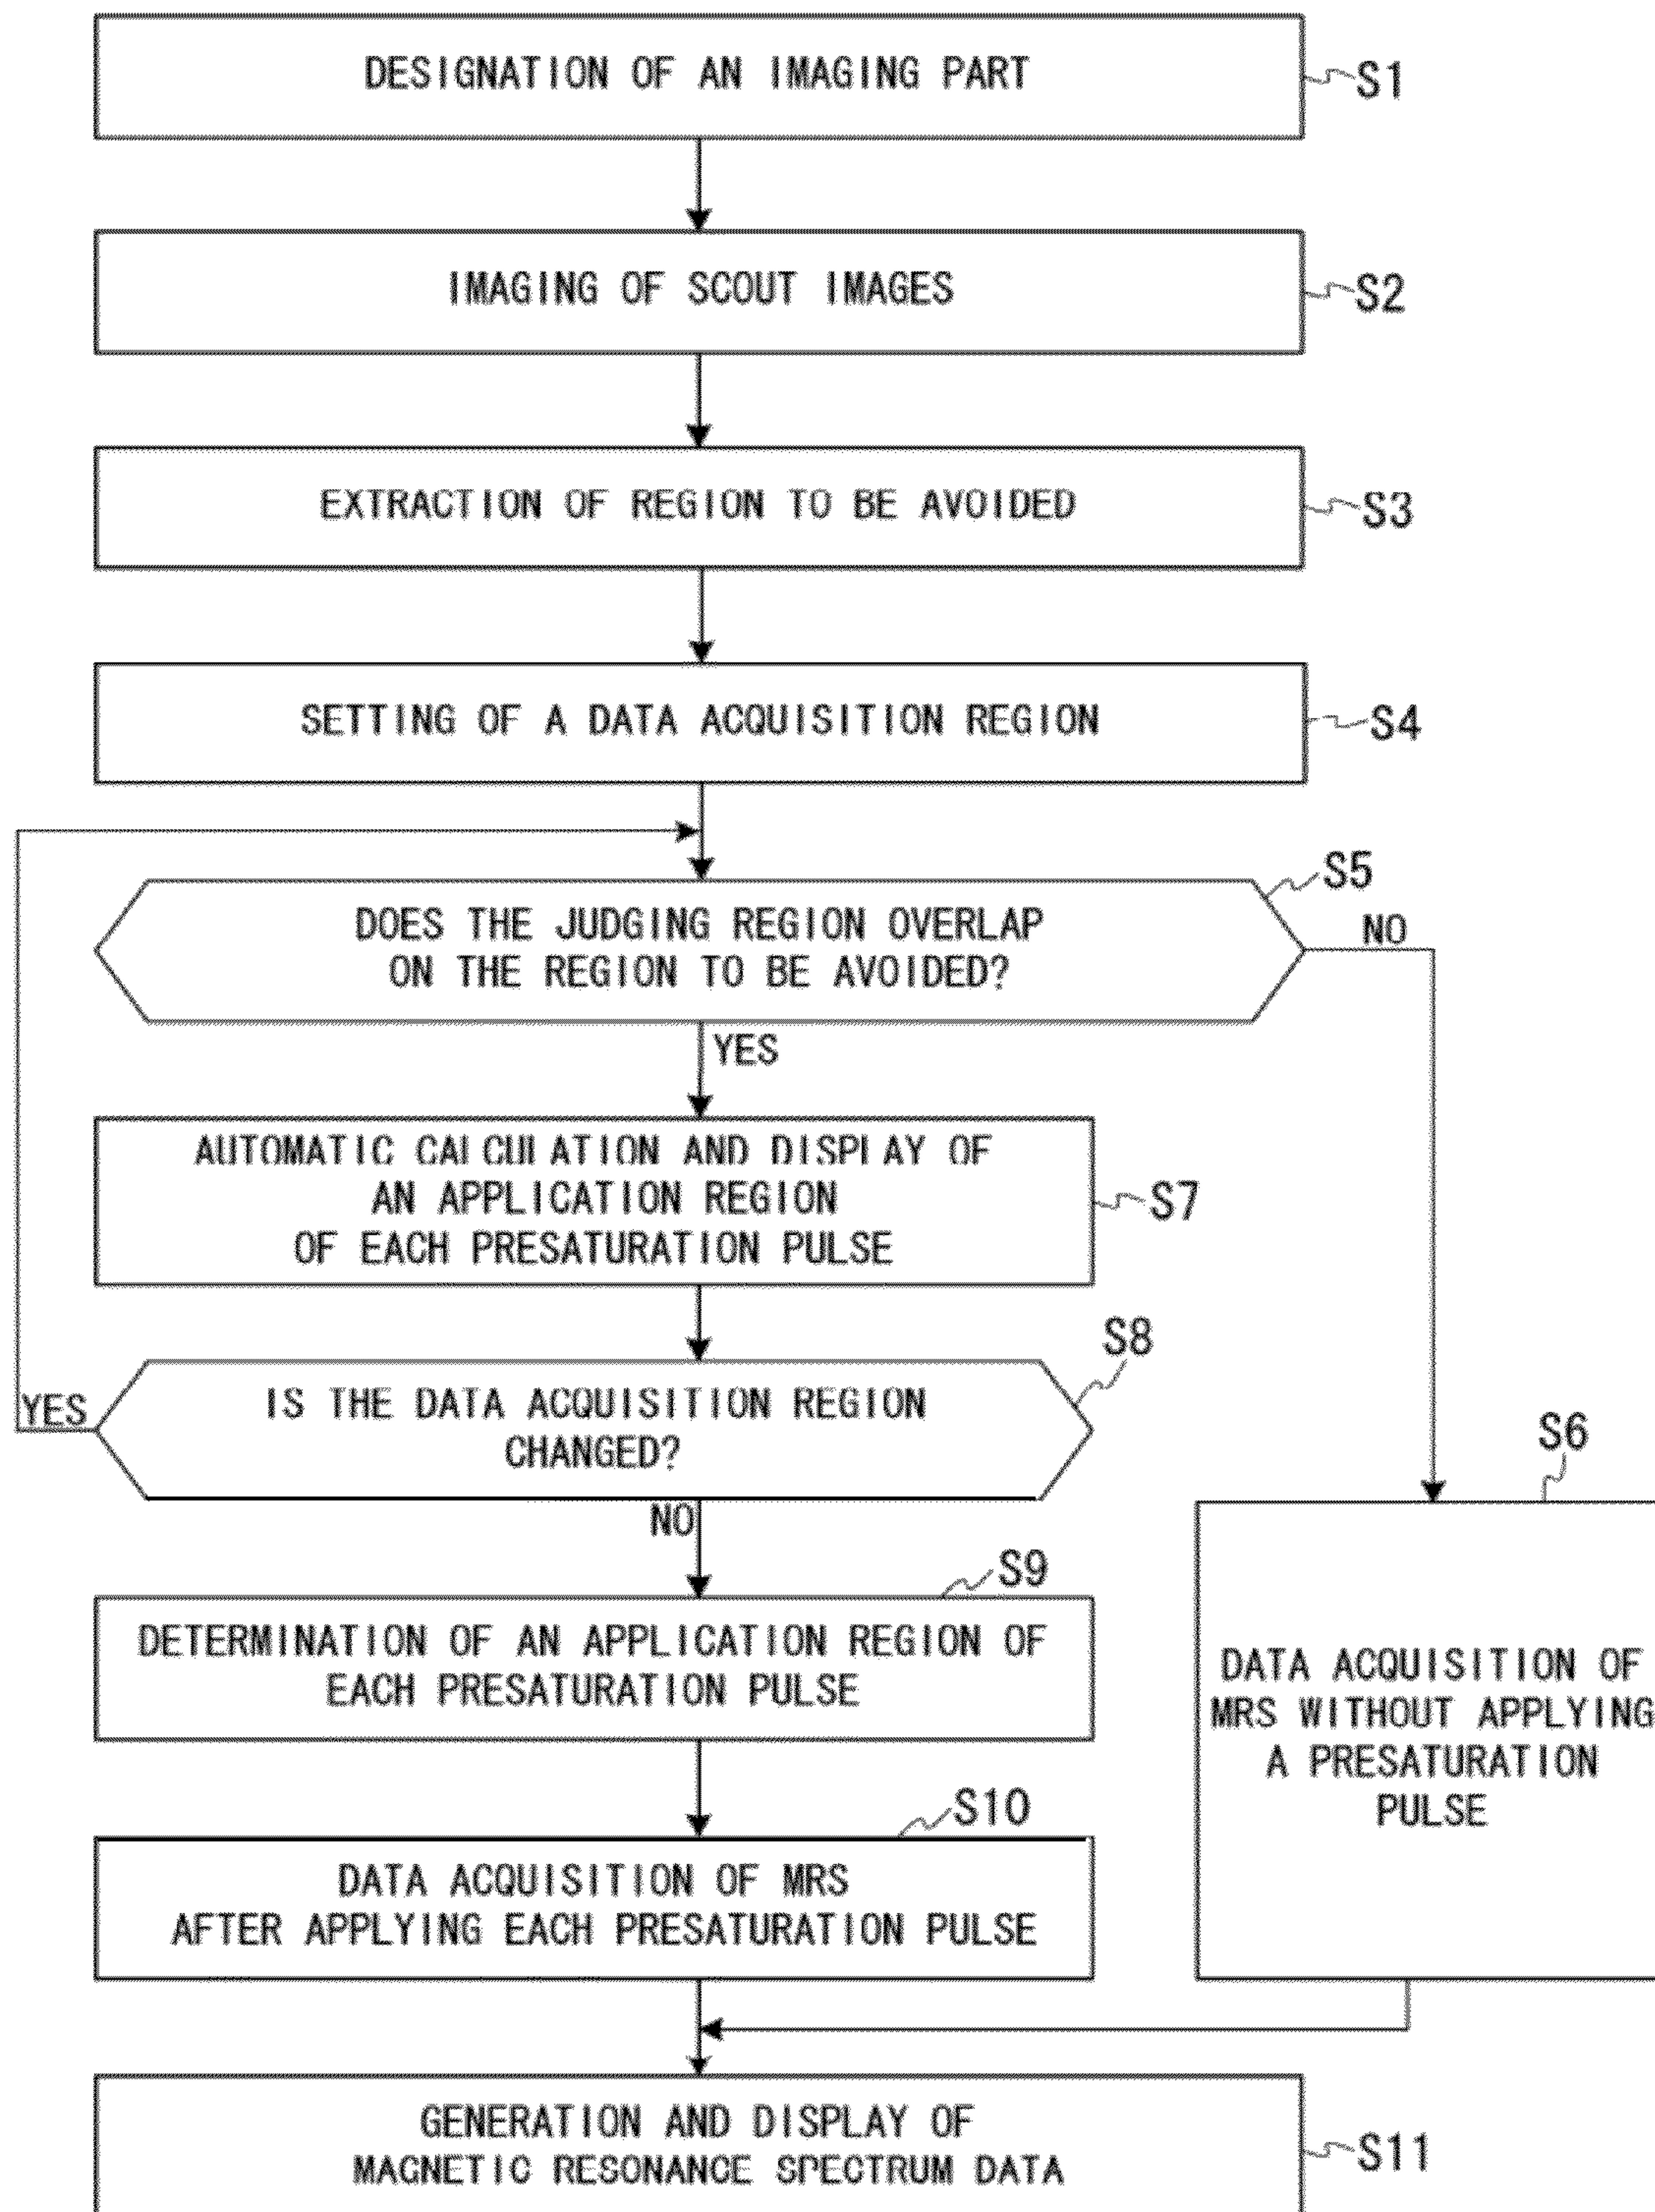 DESIGNATION OF AN IMAGING PART
S1
IMAGING OF SCOUT IMAGES
S2
EXTRACTION OF REGION TO BE AVOIDED
S3
SETTING OF A DATA ACQUISITION REGION
S4
S5
DOES THE JUDGING REGION OVERLAP
ON THE REGION TO BE AVOIDED?
NO
YES
AUTOMATIC CALCULATION AND DISPLAY OF
AN APPLICATION REGION
OF EACH PRESATURATION PULSE
S7
S8
IS THE DATA ACQUISITION REGION
CHANGED?
YES
NO
S6
DATA ACQUISITION OF
MRS WITHOUT APPLYING
A PRESATURATION
PULSE
S9
DETERMINATION OF AN APPLICATION REGION OF
EACH PRESATURATION PULSE
S10
DATA ACQUISITION OF MRS
AFTER APPLYING EACH PRESATURATION PULSE
GENERATION AND DISPLAY OF
MAGNETIC RESONANCE SPECTRUM DATA
S11